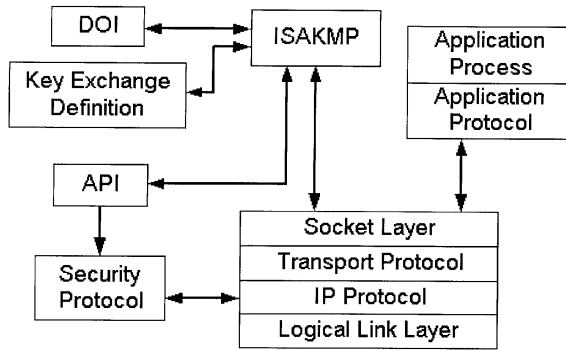 DOI
ISAKMP
Key Exchange
Definition
Application
Process
Application
Protocol
API
Security
Protocol
Socket Layer
Transport Protocol
IP Protocol
Logical Link Layer